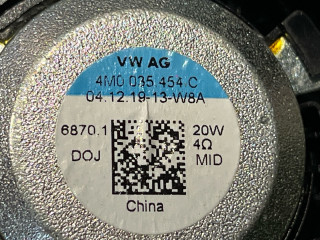 VW AG
4M0 035 454 C
04.12.19-13-W8A
6870.1 20W
4Ω
DOJ MID
China